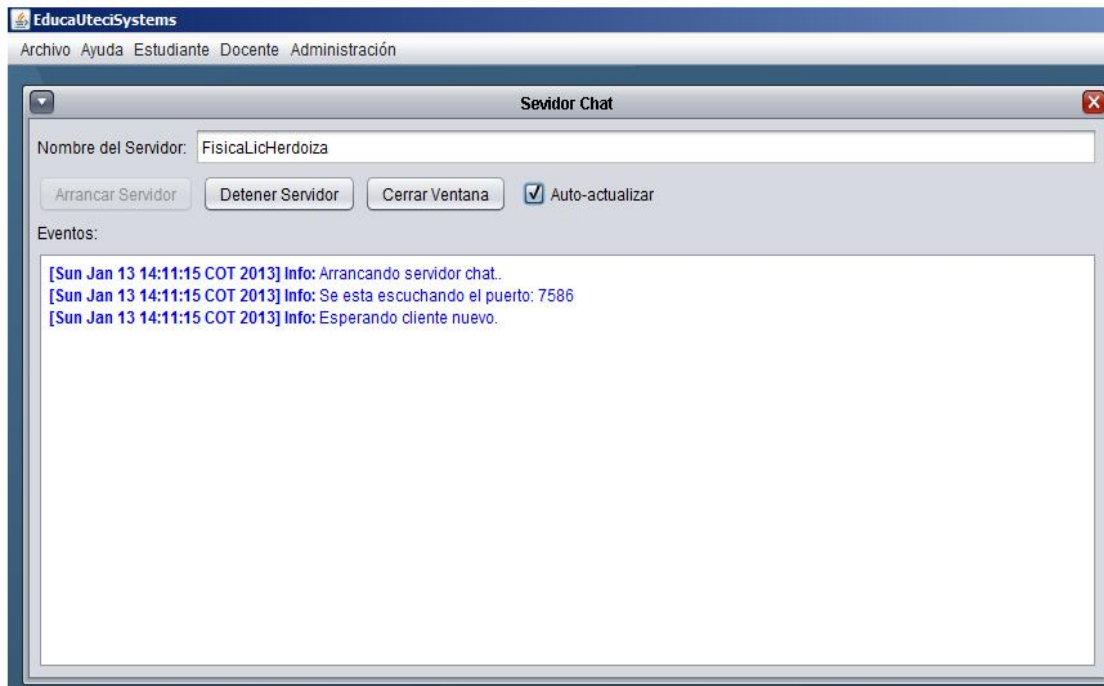 EducaUteciSystems
Archivo Ayuda Estudiante Docente Administración
Sevidor Chat
Nombre del Servidor: FisicaLicHerdoiza
Arrancar Servidor Detener Servidor Cerrar Ventana Auto-actualizar
Eventos:
[Sun Jan 13 14:11:15 COT 2013] Info: Arrancando servidor chat..
[Sun Jan 13 14:11:15 COT 2013] Info: Se esta escuchando el puerto: 7586
[Sun Jan 13 14:11:15 COT 2013] Info: Esperando cliente nuevo.